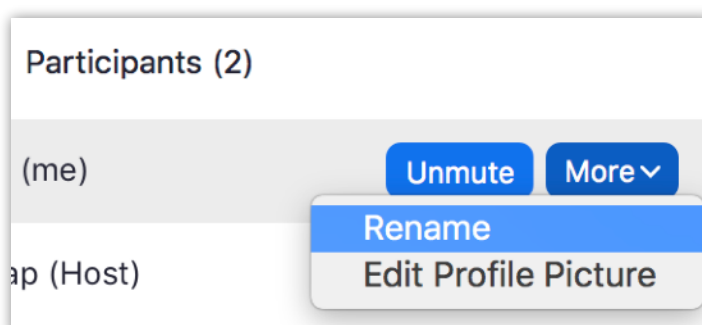 Participants (2)
(me) Unmute More
Rename
ap (Host) Edit Profile Picture